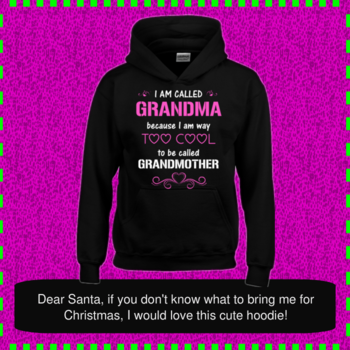 I AM CALLED
GRANDMA
because I am way
TOO COOL
to be called
GRANDMOTHER
Dear Santa, if you don't know what to bring me for
Christmas, I would love this cute hoodie!